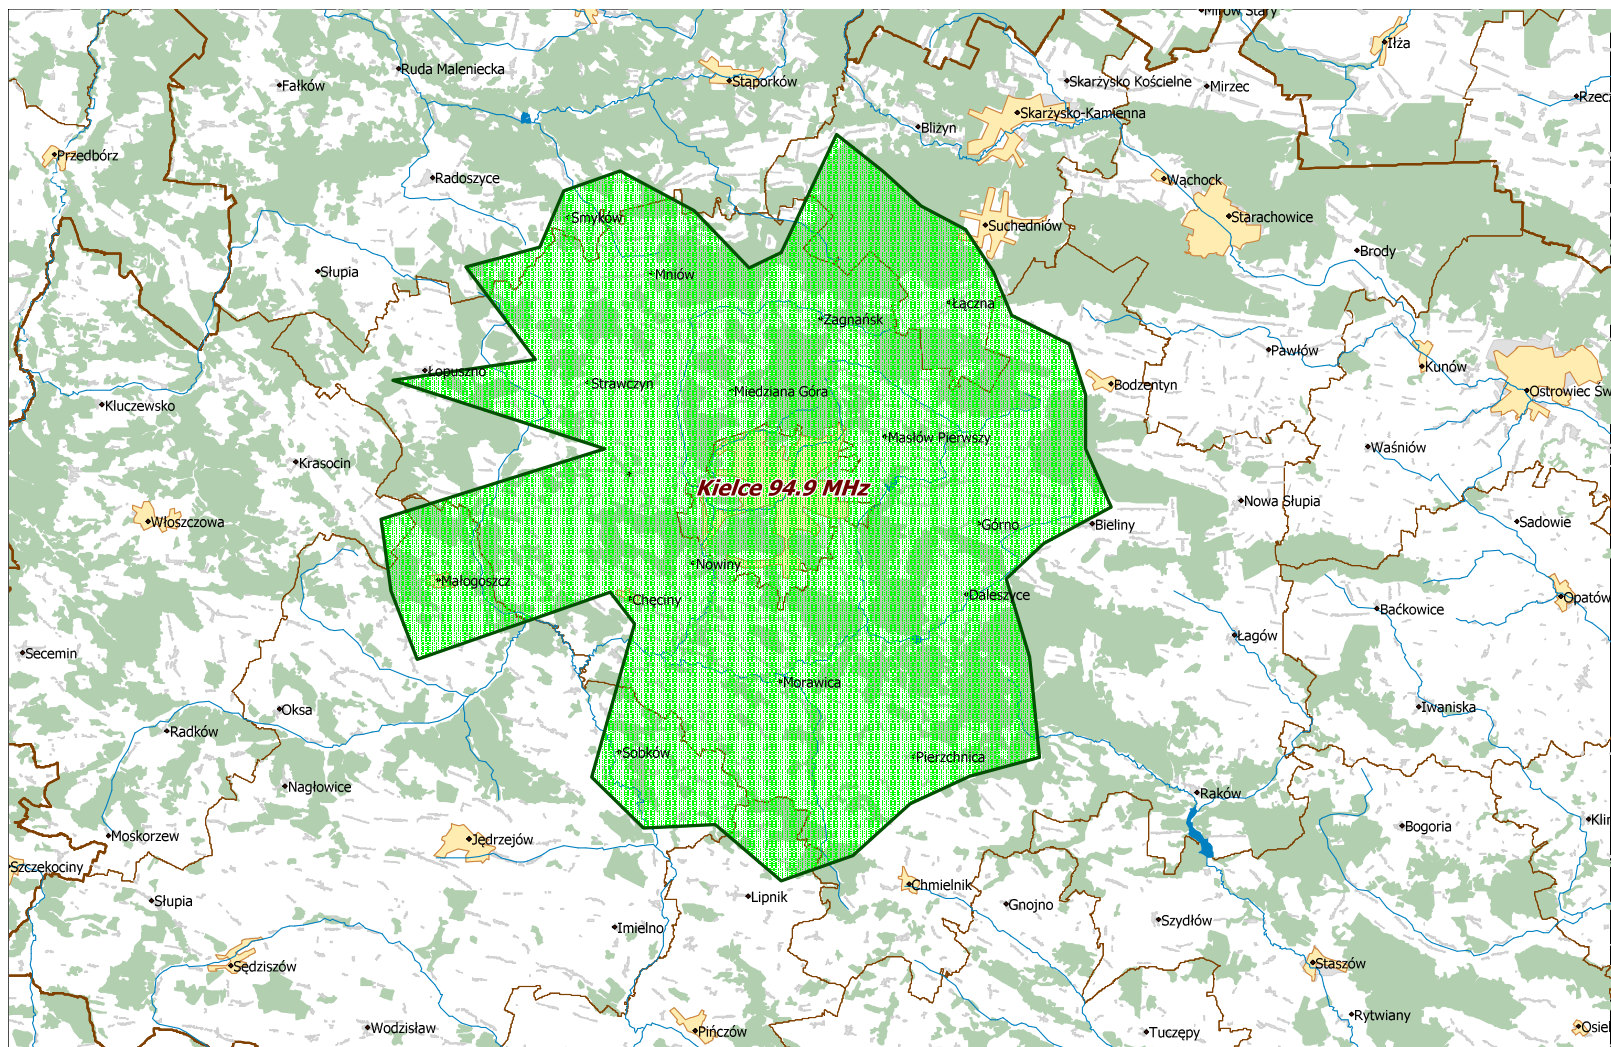 Mirów Stary
Iłża
Ruda Maleniecka
Fałków
Stąporków
Skarżysko Kościelne
Mirzec
Rzecz
Skarżysko-Kamienna
Bliżyn
Przedbórz
Radoszyce
Wąchock
Smyków
Suchedniów
Starachowice
Brody
Słupia
Mniów
Łączna
Zagnańsk
Pawłów
Kunów
Łopuszno
Strawczyn
Miedziana Góra
Bodzentyn
Ostrowiec Św
Kluczewsko
Masłów Pierwszy
Waśniów
Krasocin
Kielce 94.9 MHz
Nowa Słupia
Włoszczowa
Górno
Bieliny
Sadowie
Nowiny
Małogoszcz
Chęciny
Daleszyce
Baćkowice
Opatów
Łagów
Secemin
Morawica
Oksa
Iwaniska
Radków
Sobków
Pierzchnica
Nagłowice
Raków
Moskorzew
Jędrzejów
Bogoria
Klim
Szczekociny
Chmielnik
Słupia
Lipnik
Gnojno
Szydłów
Imielno
Sędziszów
Staszów
Wodzisław
Pińczów
Tuczępy
Rytwiany
Osiek